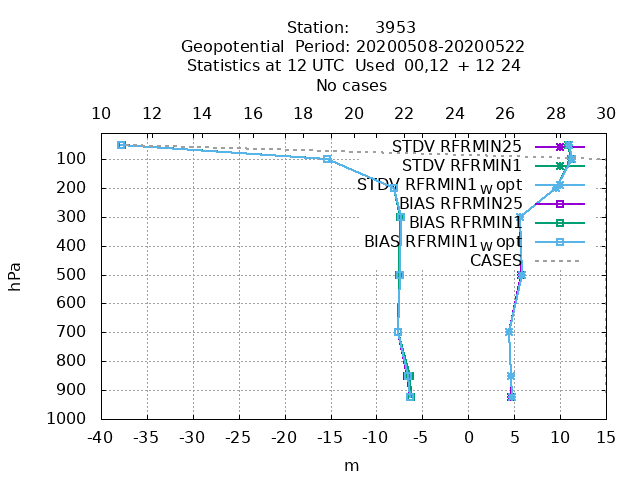 Station:     3953
Geopotential  Period: 20200508-20200522
Statistics at 12 UTC  Used  00,12  + 12 24
No cases
10 12 14 16 18 20 22 24 26 28 30
STDV RFRMIN25
100
STDV RFRMIN1
200
STDV RFRMIN1w opt
BIAS RFRMIN25
300
BIAS RFRMIN1
400
BIAS RFRMIN1w opt
CASES
500
600
700
800
900
1000
hPa
-40 -35 -30 -25 -20 -15 -10 -5 0 5 10 15
m